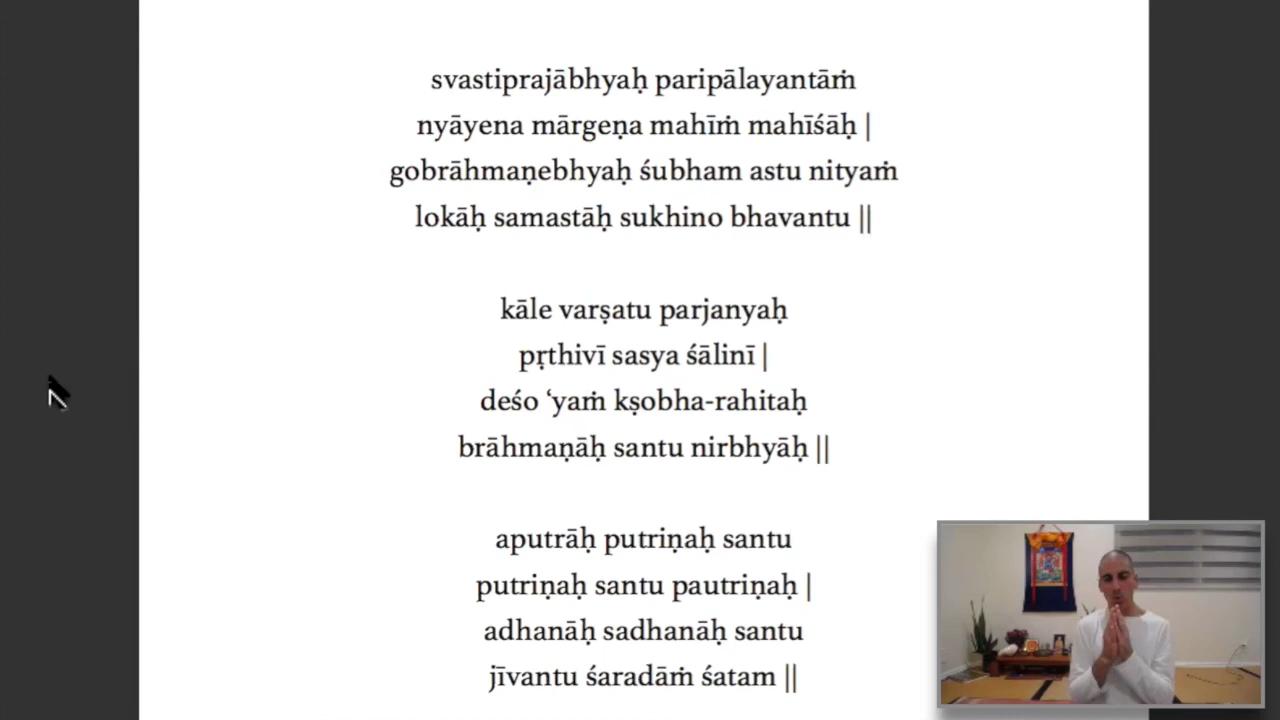 svastiprajābhyaḥ paripālayantāṁ
nyāyena mārgeṇa mahīṁ mahīśāḥ |
gobrāhmaṇebhyaḥ śubham astu nityaṁ
lokāḥ samastāḥ sukhino bhavantu ||
kāle varṣatu parjanyaḥ
pṛthivī sasya śālinī |
deśo ‘yaṁ kṣobha-rahitaḥ
brāhmaṇāḥ santu nirbhyāḥ ||
aputrāḥ putriṇaḥ santu
putriṇaḥ santu pautriṇaḥ |
adhanāḥ sadhanāḥ santu
jīvantu śaradāṁ śatam ||